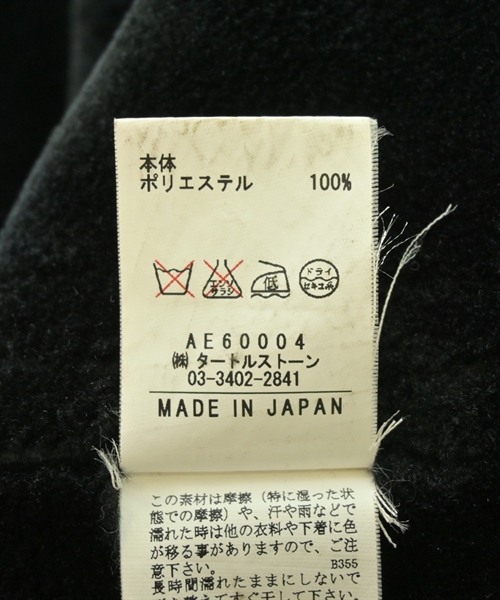 本体
ポリエステル 100%
エンソ
サラシ
低
ドライ
セキユ系
AE60004
㈱ タートルストーン
03-3402-2841
MADE IN JAPAN
この素材は摩擦（特に湿った状
態での摩擦）や、汗や雨などで
濡れた時は他の衣料や下着に色
が移る事がありますので、ご注
意下さい。 B355
長時間濡れたままにしないで